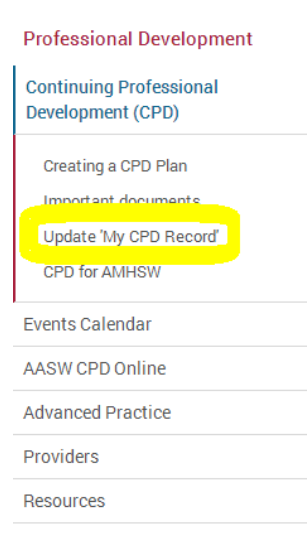 Professional Development
Continuing Professional
Development (CPD)
Creating a CPD Plan
Important documents
Update 'My CPD Record'
CPD for AMHSW
Events Calendar
AASW CPD Online
Advanced Practice
Providers
Resources